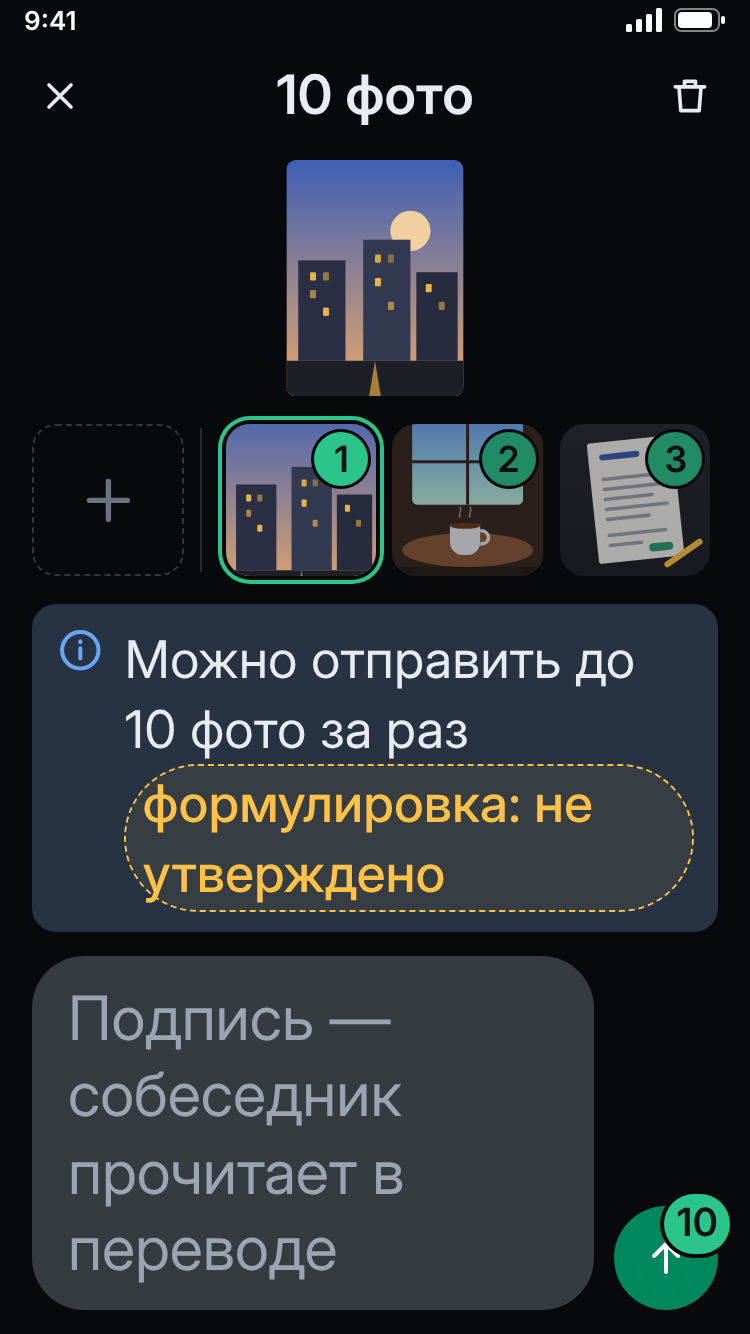 9:41
10 фото
1
2
3
Можно отправить до
10 фото за раз
формулировка: не
утверждено
Подпись —
собеседник
прочитает в
переводе
10